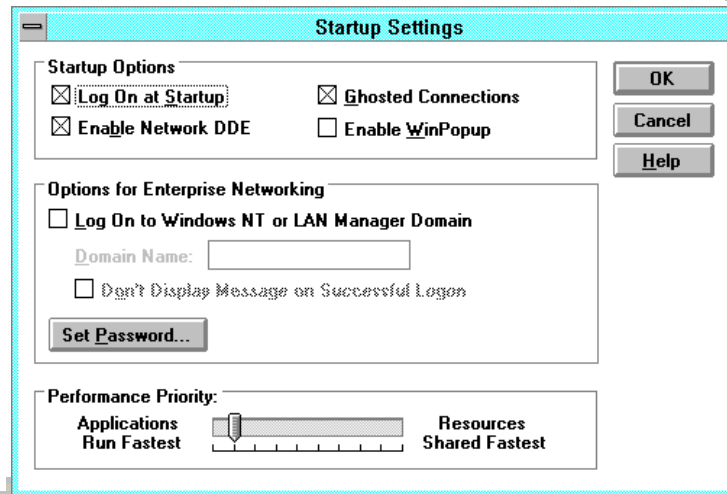 Startup Settings
Startup Options
Log On at Startup
Ghosted Connections
Enable Network DDE
Enable WinPopup
OK
Cancel
Help
Options for Enterprise Networking
Log On to Windows NT or LAN Manager Domain
Domain Name:
Don't Display Message on Successful Logon
Set Password...
Performance Priority:
Applications
Run Fastest
Resources
Shared Fastest